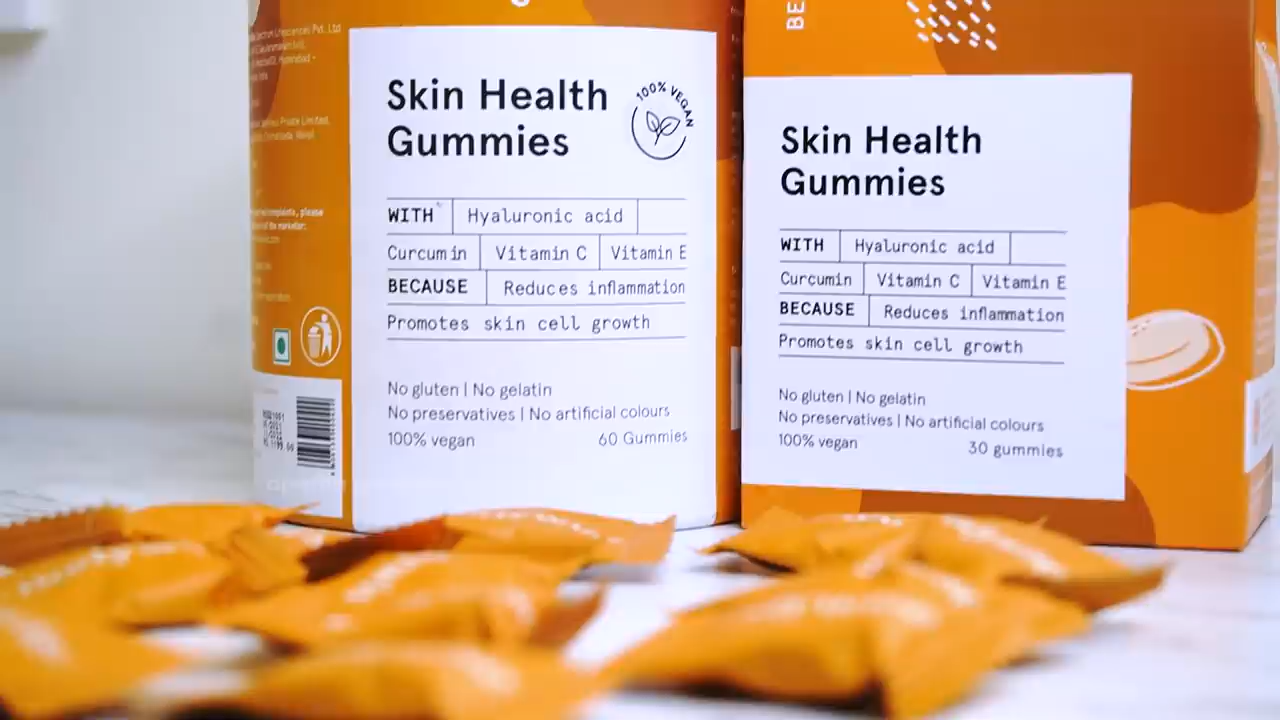 Skin Health
Gummies
100% VEGAN
WITH Hyaluronic acid
Curcumin Vitamin C Vitamin E
BECAUSE Reduces inflammation
Promotes skin cell growth
No gluten | No gelatin
No preservatives | No artificial colours
100% vegan 60 Gummies
BE
Skin Health
Gummies
WITH Hyaluronic acid
Curcumin Vitamin C Vitamin E
BECAUSE Reduces inflammation
Promotes skin cell growth
No gluten | No gelatin
No preservatives | No artificial colours
100% vegan 30 gummies